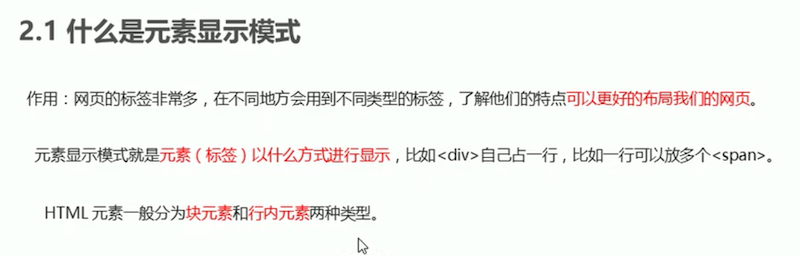 2.1 什么是元素显示模式
作用：网页的标签非常多，在不同地方会用到不同类型的标签，了解他们的特点可以更好的布局我们的网页。
元素显示模式就是元素（标签）以什么方式进行显示，比如<div>自己占一行，比如一行可以放多个<span>。
HTML 元素一般分为块元素和行内元素两种类型。